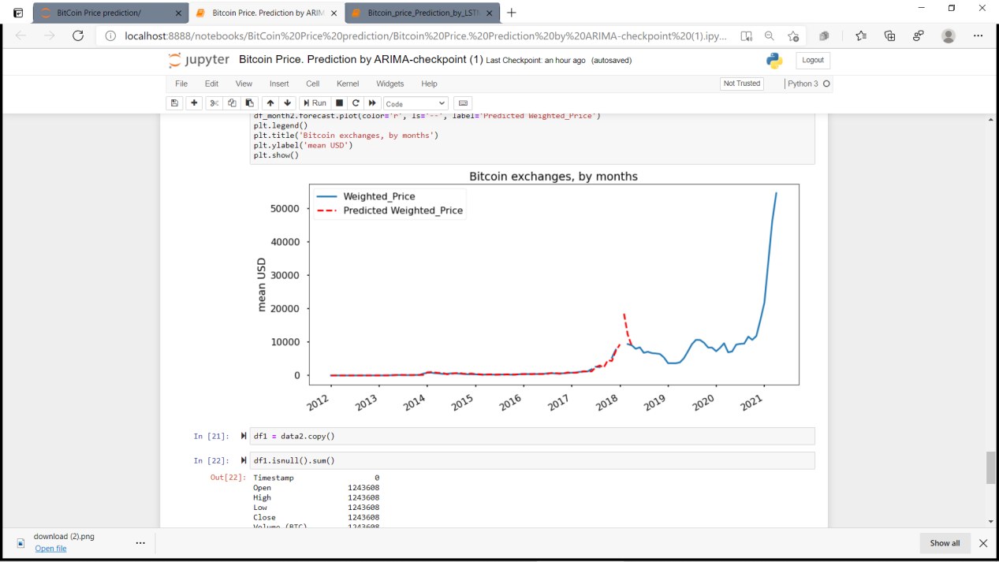 BitCoin Price prediction/
Bitcoin Price. Prediction by ARIM
Bitcoin_price_Prediction_by_LSTM
localhost:8888/notebooks/BitCoin%20Price%20prediction/Bitcoin%20Price.%20Prediction%20by%20ARIMA-checkpoint%20(1).ipy...
jupyter Bitcoin Price. Prediction by ARIMA-checkpoint (1) Last Checkpoint: an hour ago (autosaved)
Logout
File Edit View Insert Cell Kernel Widgets Help
Not Trusted
Python 3
Run
Code
df_month2.forecast.plot(color='r', ls='--', label='Predicted Weighted_Price')
plt.legend()
plt.title('Bitcoin exchanges, by months')
plt.ylabel('mean USD')
plt.show()
Bitcoin exchanges, by months
Weighted_Price
Predicted Weighted_Price
mean USD
50000
40000
30000
20000
10000
0
2012 2013 2014 2015 2016 2017 2018 2019 2020 2021
In [21]: df1 = data2.copy()
In [22]: df1.isnull().sum()
Out[22]: Timestamp 0
Open 1243608
High 1243608
Low 1243608
Close 1243608
Volume (BTC) 1243608
download (2).png
Open file
Show all